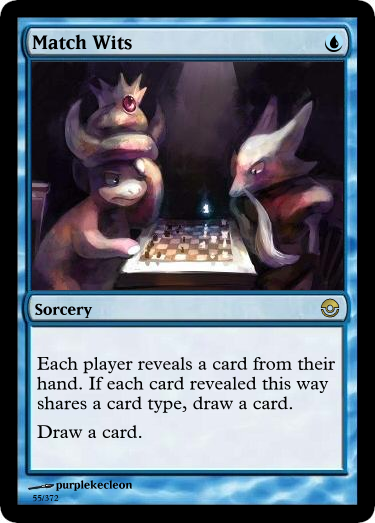 Match Wits
Sorcery
Each player reveals a card from their
hand. If each card revealed this way
shares a card type, draw a card.
Draw a card.
purplekecleon
55/372